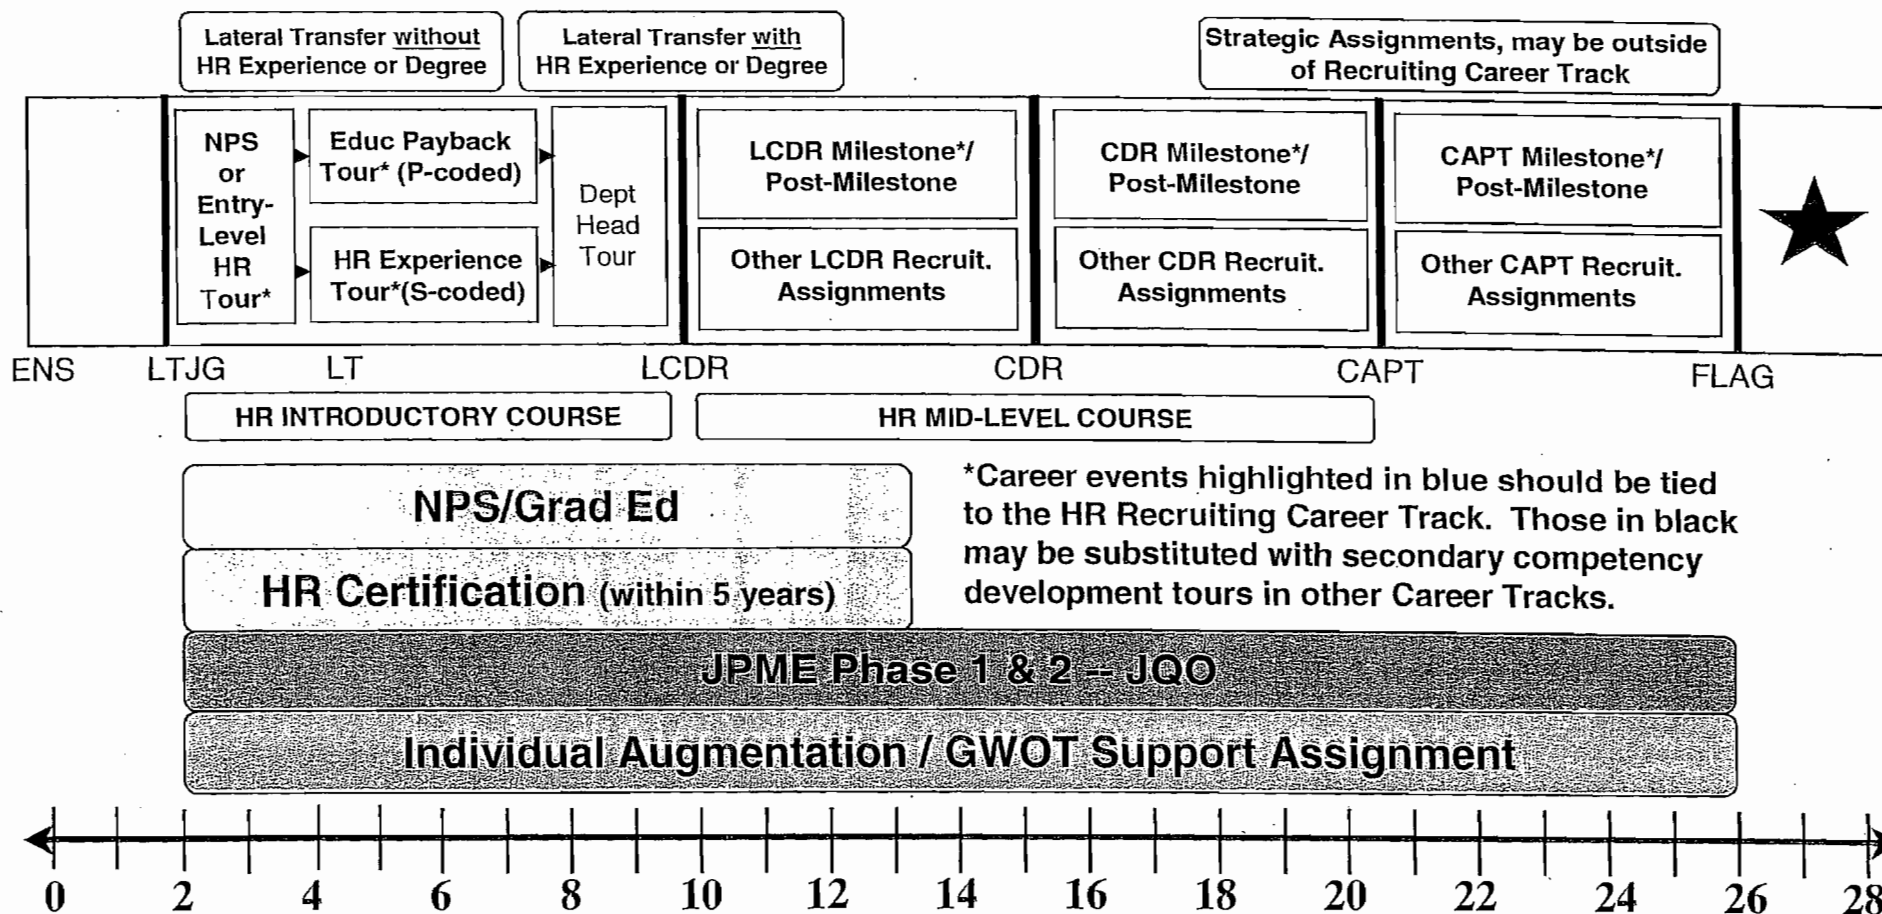 Lateral Transfer without
HR Experience or Degree
Lateral Transfer with
HR Experience or Degree
Strategic Assignments, may be outside
of Recruiting Career Track
NPS
or
Entry-
Level
HR
Tour*
Educ Payback
Tour* (P-coded)
HR Experience
Tour*(S-coded)
Dept
Head
Tour
LCDR Milestone*/
Post-Milestone
Other LCDR Recruit.
Assignments
CDR Milestone*/
Post-Milestone
Other CDR Recruit.
Assignments
CAPT Milestone*/
Post-Milestone
Other CAPT Recruit.
Assignments
ENS LTJG LT LCDR CDR CAPT FLAG
HR INTRODUCTORY COURSE
HR MID-LEVEL COURSE
NPS/Grad Ed
HR Certification (within 5 years)
*Career events highlighted in blue should be tied
to the HR Recruiting Career Track. Those in black
may be substituted with secondary competency
development tours in other Career Tracks.
JPME Phase 1 & 2 -- JQO
Individual Augmentation / GWOT Support Assignment
0 2 4 6 8 10 12 14 16 18 20 22 24 26 28